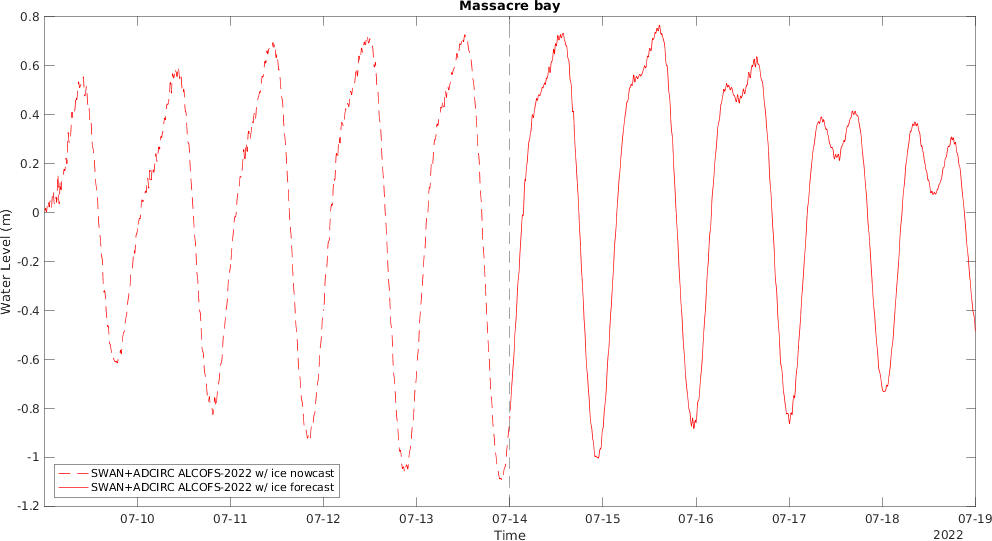 Massacre bay
Water Level (m)
0.8
0.6
0.4
0.2
0
-0.2
-0.4
-0.6
-0.8
-1
-1.2
SWAN+ADCIRC ALCOFS-2022 w/ ice nowcast
SWAN+ADCIRC ALCOFS-2022 w/ ice forecast
07-10 07-11 07-12 07-13 07-14 07-15 07-16 07-17 07-18 07-19
Time
2022